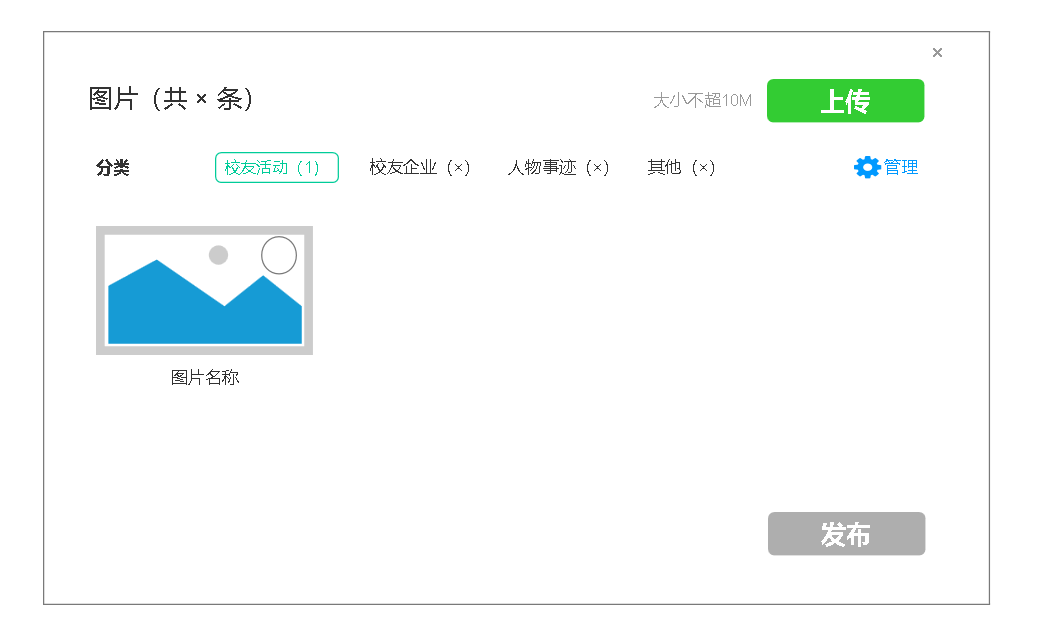 ×
图片（共 × 条）
大小不超10M
上传
分类
校友活动（1）
校友企业（×）
人物事迹（×）
其他（×）
管理
图片名称
发布